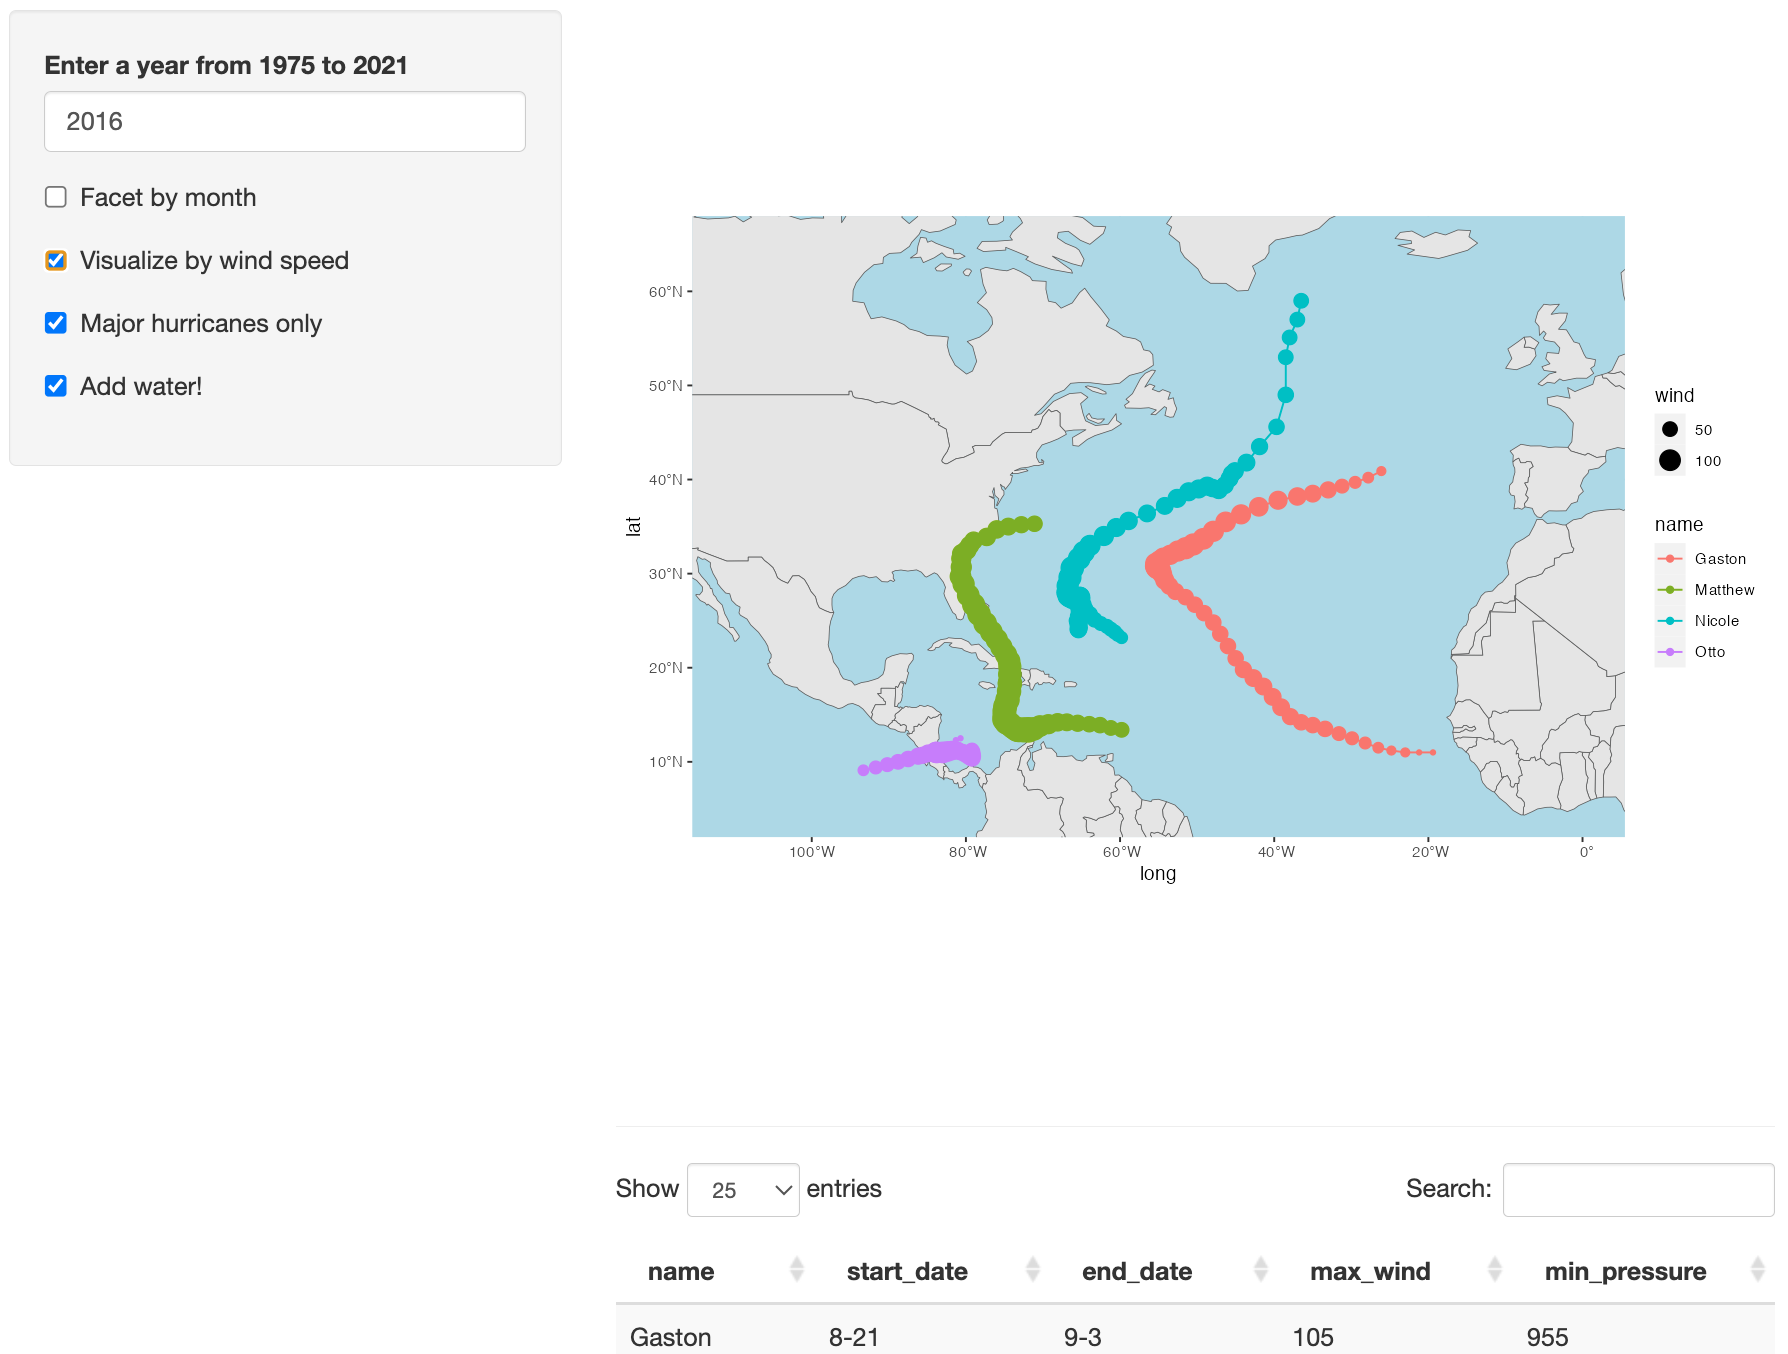 Enter a year from 1975 to 2021
2016
Facet by month
Visualize by wind speed
Major hurricanes only
Add water!
60°N
50°N
40°N
30°N
20°N
10°N
lat
100°W 80°W 60°W 40°W 20°W 0°
long
wind
50
100
name
Gaston
Matthew
Nicole
Otto
Show 25 entries Search:
name start_date end_date max_wind min_pressure
Gaston 8-21 9-3 105 955